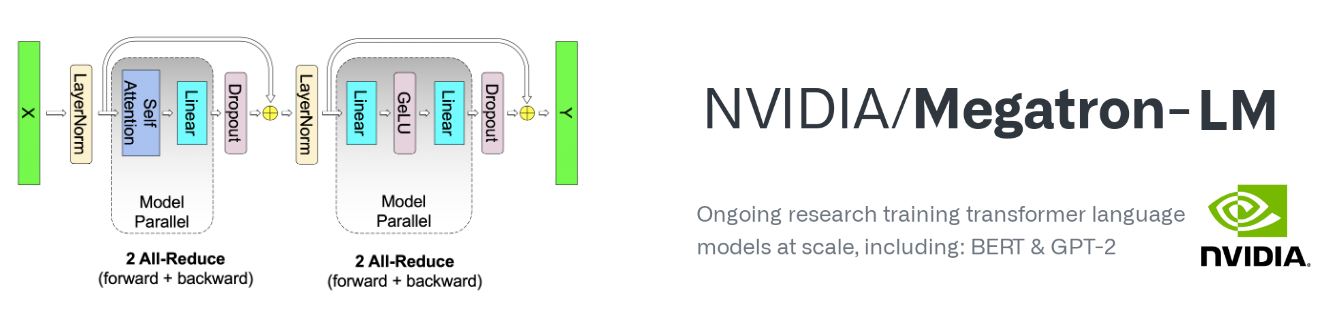 X
LayerNorm
Self
Attention
Linear
Dropout
LayerNorm
Linear
GeLU
Linear
Dropout
Y
Model
Parallel
Model
Parallel
2 All-Reduce
(forward + backward)
2 All-Reduce
(forward + backward)
NVIDIA/Megatron-LM
Ongoing research training transformer language
models at scale, including: BERT & GPT-2
NVIDIA.